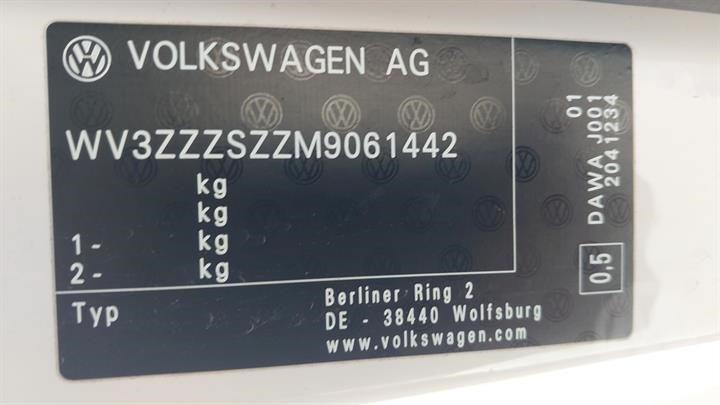 VOLKSWAGEN AG
WV3ZZZSZZM9061442
kg
kg
1- kg
2- kg
Typ
Berliner Ring 2
DE - 38440 Wolfsburg
www.volkswagen.com
01
DAWA J001
2041234
0,5